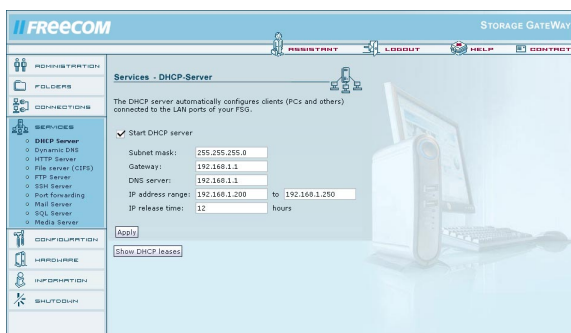 FREECOM
STORAGE GATEWAY
ASSISTANT LOGOUT HELP CONTACT
ADMINISTRATION
FOLDERS
CONNECTIONS
SERVICES
DHCP Server
Dynamic DNS
HTTP Server
File server (CIFS)
FTP Server
SSH Server
Port forwarding
Mail Server
SQL Server
Media Server
CONFIGURATION
HARDWARE
INFORMATION
SHUTDOWN
Services - DHCP-Server
The DHCP server automatically configures clients (PCs and others)
connected to the LAN ports of your FSG.
Start DHCP server
Subnet mask: 255.255.255.0
Gateway: 192.168.1.1
DNS server: 192.168.1.1
IP address range: 192.168.1.200 to 192.168.1.250
IP release time: 12 hours
Apply
Show DHCP leases